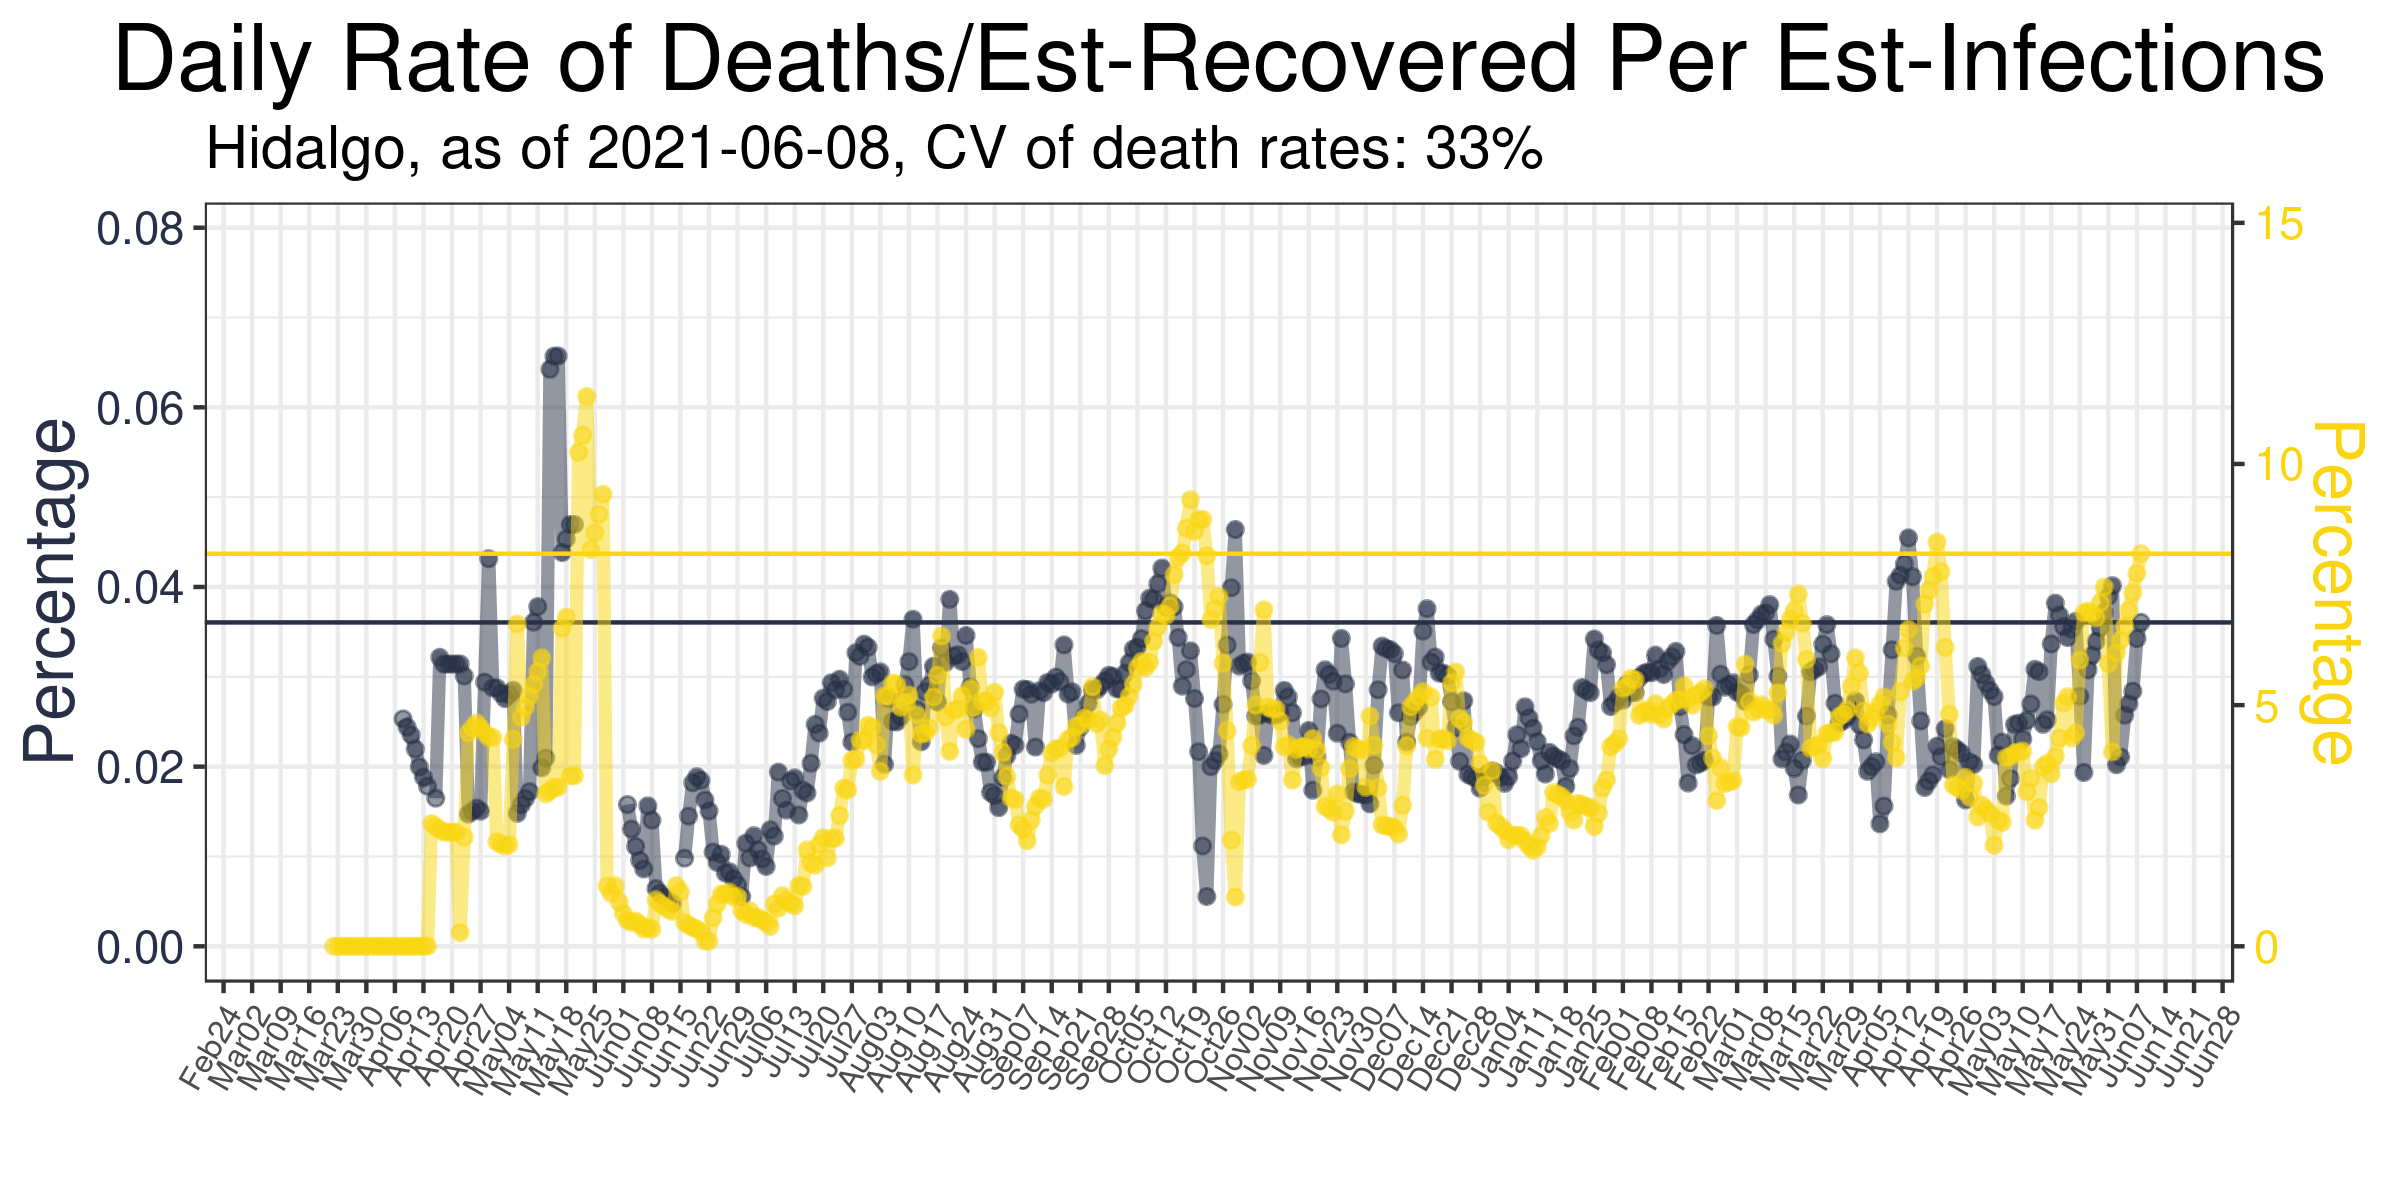 Daily Rate of Deaths/Est-Recovered Per Est-Infections
Hidalgo, as of 2021-06-08, CV of death rates: 33%
Percentage
0.08
0.06
0.04
0.02
0.00
15
10
5
0
Percentage
Feb24
Mar02
Mar09
Mar16
Mar23
Mar30
Apr06
Apr13
Apr20
Apr27
May04
May11
May18
May25
Jun01
Jun08
Jun15
Jun22
Jun29
Jul06
Jul13
Jul20
Jul27
Aug03
Aug10
Aug17
Aug24
Aug31
Sep07
Sep14
Sep21
Sep28
Oct05
Oct12
Oct19
Oct26
Nov02
Nov09
Nov16
Nov23
Nov30
Dec07
Dec14
Dec21
Dec28
Jan04
Jan11
Jan18
Jan25
Feb01
Feb08
Feb15
Feb22
Mar01
Mar08
Mar15
Mar22
Mar29
Apr05
Apr12
Apr19
Apr26
May03
May10
May17
May24
May31
Jun07
Jun14
Jun21
Jun28